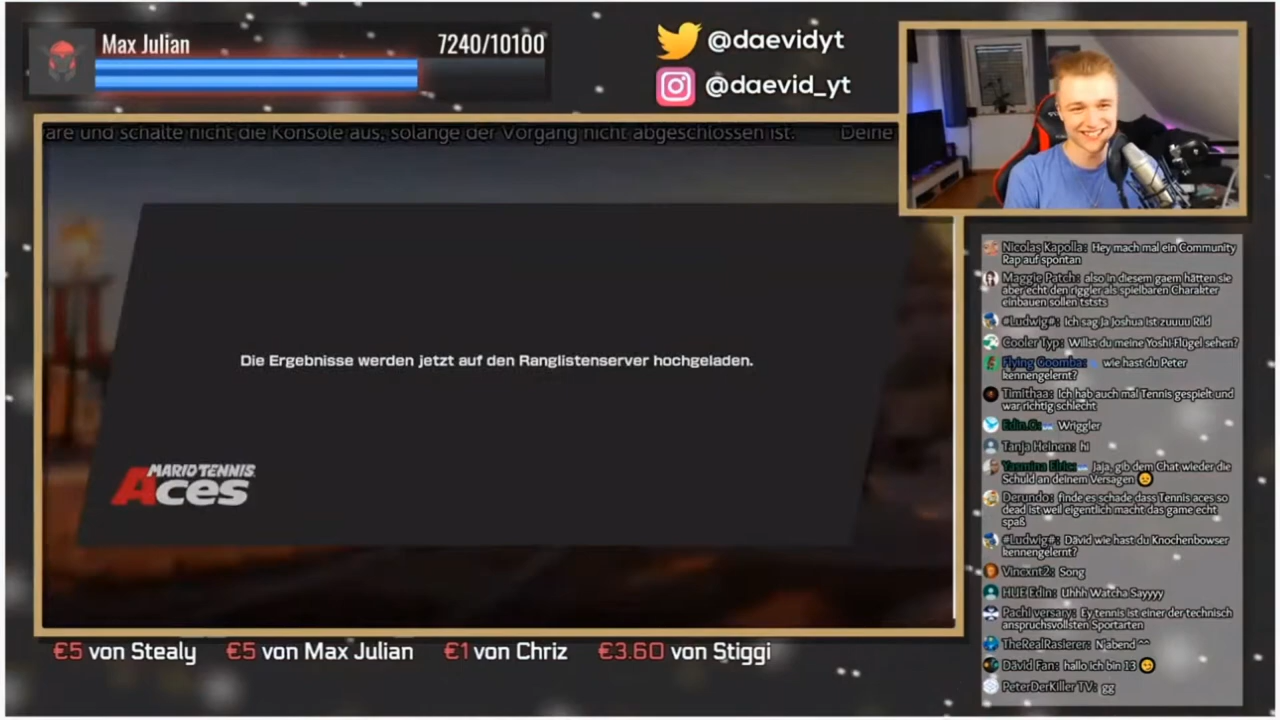 Max Julian 7240/10100
@daevidyt
@daevid_yt
are und schalte nicht die Konsole aus, solange der Vorgang nicht abgeschlossen ist. Deine
Die Ergebnisse werden jetzt auf den Ranglistenserver hochgeladen.
MARIO TENNIS
Aces
€5 von Stealy €5 von Max Julian €1 von Chriz €3.60 von Stiggi
Nicolas Kapolla: Hey mach mal ein Community
Rap auf spontan
Maggie Patch: also in diesem gaem hätten sie
aber echt den riggler als spielbaren Charakter
einbauen sollen tststs
#Ludwig#: Ich sag Ja Joshua ist zuuuu Rild
Cooler Typ: Willst du meine Yoshi-Flügel sehen?
Flying Coomba: wie hast du Peter
kennengelernt?
Timithaa: Ich hab auch mal Tennis gespielt und
war richtig schlecht
Edin.G: Wriggler
Tanja Heinen: hi
Yasmina Elric: Jaja, gib dem Chat wieder die
Schuld an deinem Versagen 😉
Derundo: finde es schade dass Tennis aces so
dead ist weil eigentlich macht das game echt
spaß
#Ludwig#: David wie hast du Knochenbowser
kennengelernt?
Vincxnt2: Song
HUE Edin: Uhhh Watcha Sayyyy
Pachi versary: Ey tennis ist einer der technisch
anspruchsvollsten Sportarten
TheRealRasierer: N'abend ^^
David Fan: hallo ich bin 13 😏
PeterDerKiller TV: gg